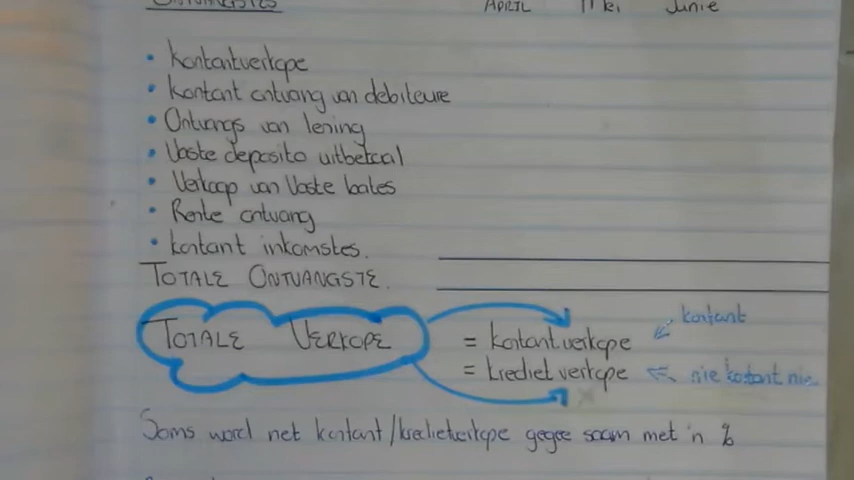 ONTVANGSTES APRIL Mei Junie
• Kontantverkope
• Kontant ontvang van debiteure
• Ontvangs van lening
• Vaste deposito uitbetaal
• Verkoop van Vaste bates
• Rente ontvang
• kontant inkomstes.
TOTALE ONTVANGSTE.
TOTALE VERKOPE = kontantverkope kontant
= krediet verkope nie kontant nie.
Soms word net kontant/kredietverkope gegee saam met 'n %